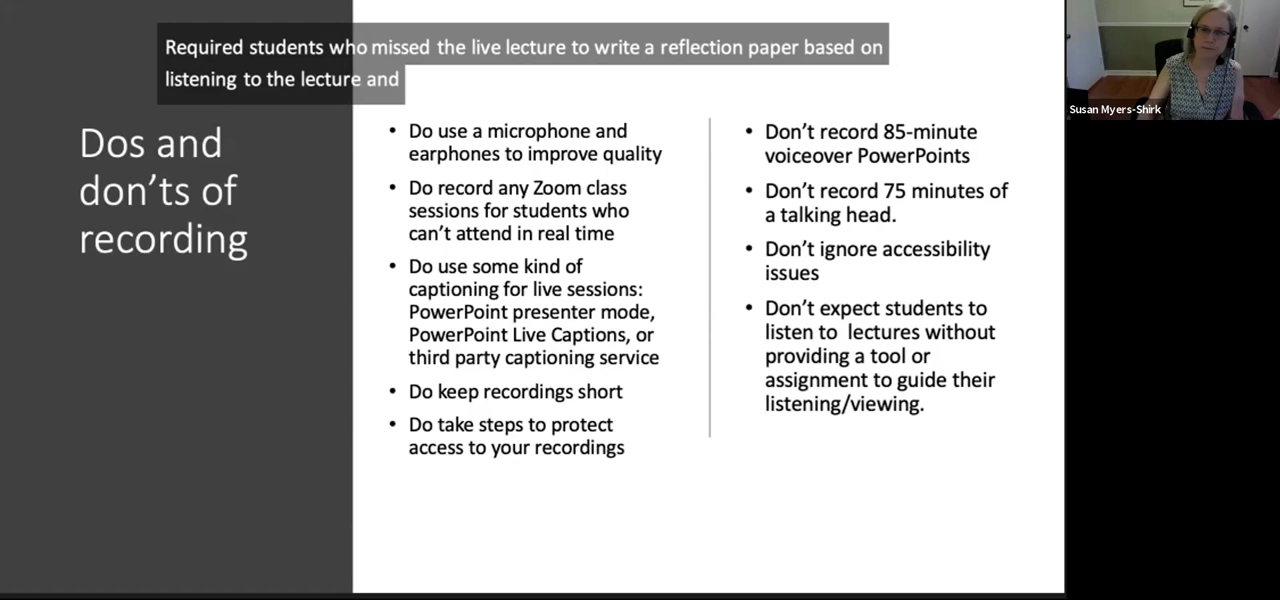 Required students who missed the live lecture to write a reflection paper based on
listening to the lecture and
Dos and
don'ts of
recording
• Do use a microphone and
earphones to improve quality
• Do record any Zoom class
sessions for students who
can't attend in real time
• Do use some kind of
captioning for live sessions:
PowerPoint presenter mode,
PowerPoint Live Captions, or
third party captioning service
• Do keep recordings short
• Do take steps to protect
access to your recordings
• Don't record 85-minute
voiceover PowerPoints
• Don't record 75 minutes of
a talking head.
• Don't ignore accessibility
issues
• Don't expect students to
listen to lectures without
providing a tool or
assignment to guide their
listening/viewing.
Susan Myers-Shirk